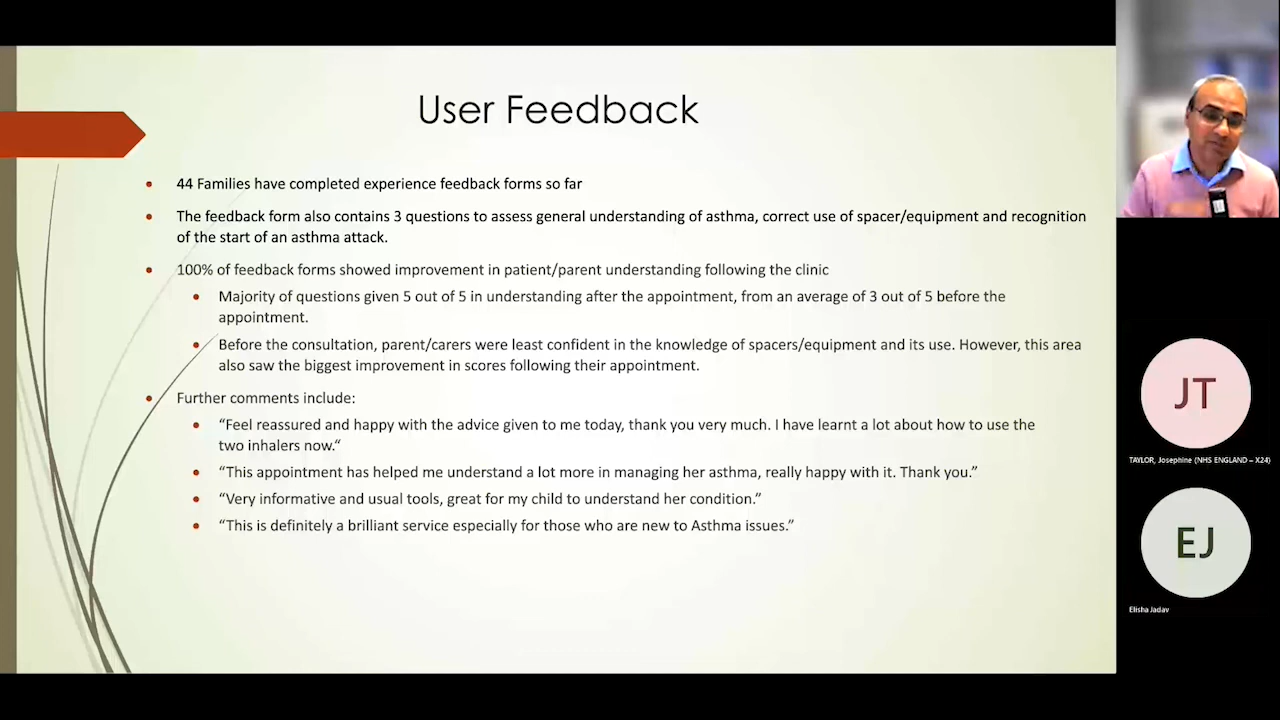 User Feedback
44 Families have completed experience feedback forms so far
The feedback form also contains 3 questions to assess general understanding of asthma, correct use of spacer/equipment and recognition
of the start of an asthma attack.
100% of feedback forms showed improvement in patient/parent understanding following the clinic
Majority of questions given 5 out of 5 in understanding after the appointment, from an average of 3 out of 5 before the
appointment.
Before the consultation, parent/carers were least confident in the knowledge of spacers/equipment and its use. However, this area
also saw the biggest improvement in scores following their appointment.
Further comments include:
“Feel reassured and happy with the advice given to me today, thank you very much. I have learnt a lot about how to use the
two inhalers now.“
“This appointment has helped me understand a lot more in managing her asthma, really happy with it. Thank you.”
“Very informative and usual tools, great for my child to understand her condition.”
“This is definitely a brilliant service especially for those who are new to Asthma issues.”
JT
TAYLOR, Josephine (NHS ENGLAND – X24)
EJ
Elisha Jadav